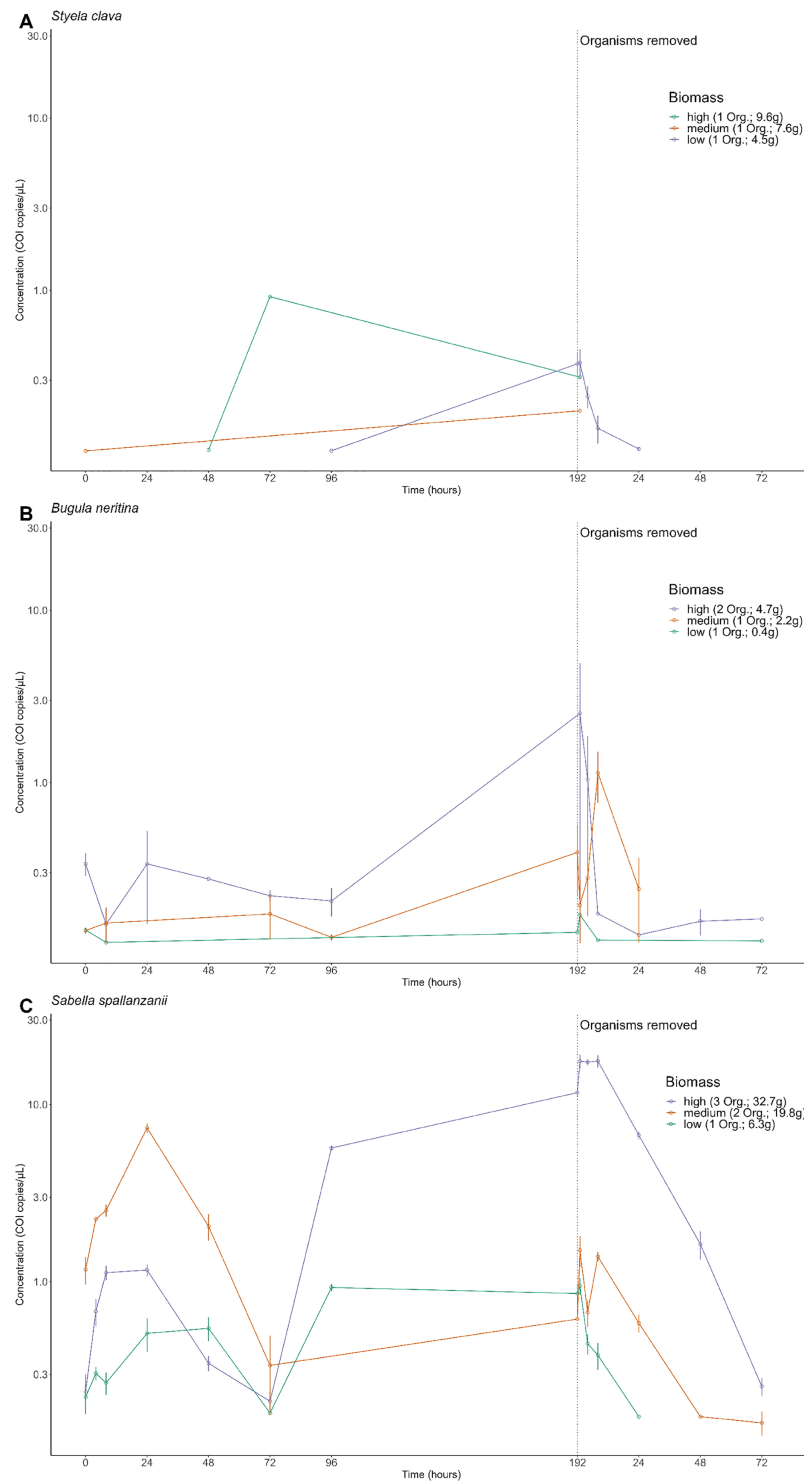 A Styela clava
30.0
Organisms removed
Biomass
high (1 Org.; 9.6g)
medium (1 Org.; 7.6g)
low (1 Org.; 4.5g)
10.0
3.0
Concentration (COI copies/µL)
1.0
0.3
0 24 48 72 96 192 24 48 72
Time (hours)
B Bugula neritina
30.0
Organisms removed
Biomass
high (2 Org.; 4.7g)
medium (1 Org.; 2.2g)
low (1 Org.; 0.4g)
10.0
3.0
Concentration (COI copies/µL)
1.0
0.3
0 24 48 72 96 192 24 48 72
Time (hours)
C Sabella spallanzanii
30.0
Organisms removed
Biomass
high (3 Org.; 32.7g)
medium (2 Org.; 19.8g)
low (1 Org.; 6.3g)
10.0
3.0
Concentration (COI copies/µL)
1.0
0.3
0 24 48 72 96 192 24 48 72
Time (hours)